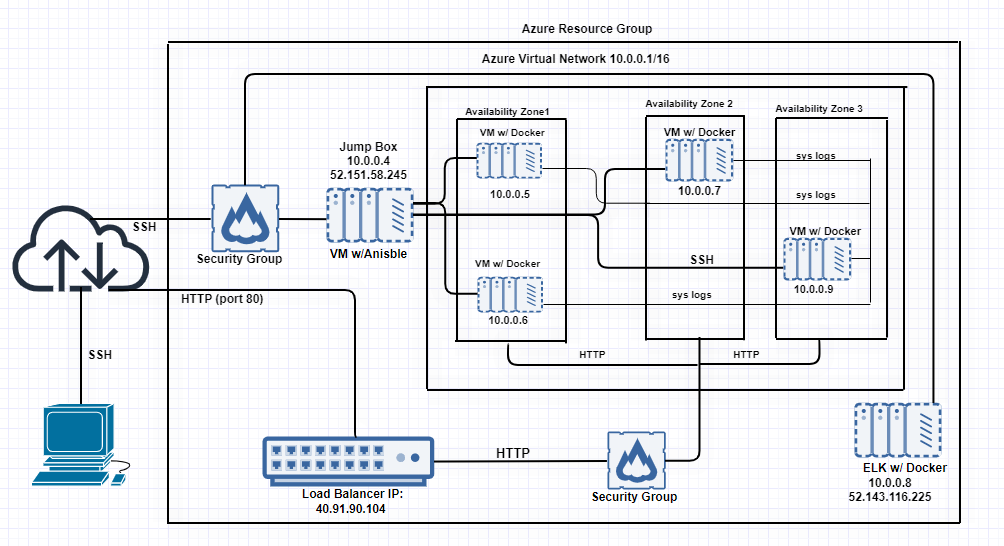 Azure Resource Group
Azure Virtual Network 10.0.0.1/16
Availability Zone1
Availability Zone 2
Availability Zone 3
VM w/ Docker
10.0.0.5
VM w/ Docker
10.0.0.7
sys logs
sys logs
Jump Box
10.0.0.4
52.151.58.245
VM w/Anisble
SSH
Security Group
VM w/ Docker
10.0.0.9
SSH
VM w/ Docker
10.0.0.6
sys logs
HTTP (port 80)
HTTP
HTTP
SSH
HTTP
Load Balancer IP:
40.91.90.104
Security Group
ELK w/ Docker
10.0.0.8
52.143.116.225